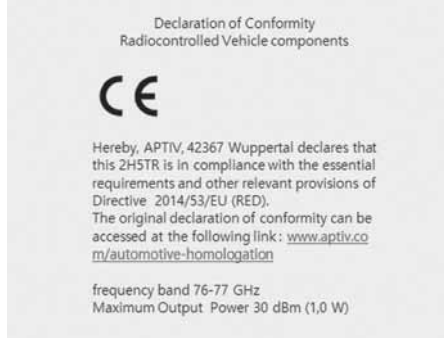 Declaration of Conformity
Radiocontrolled Vehicle components
CE
Hereby, APTIV, 42367 Wuppertal declares that
this 2H5TR is in compliance with the essential
requirements and other relevant provisions of
Directive 2014/53/EU (RED).
The original declaration of conformity can be
accessed at the following link: www.aptiv.co
m/automotive-homologation
frequency band 76-77 GHz
Maximum Output Power 30 dBm (1,0 W)